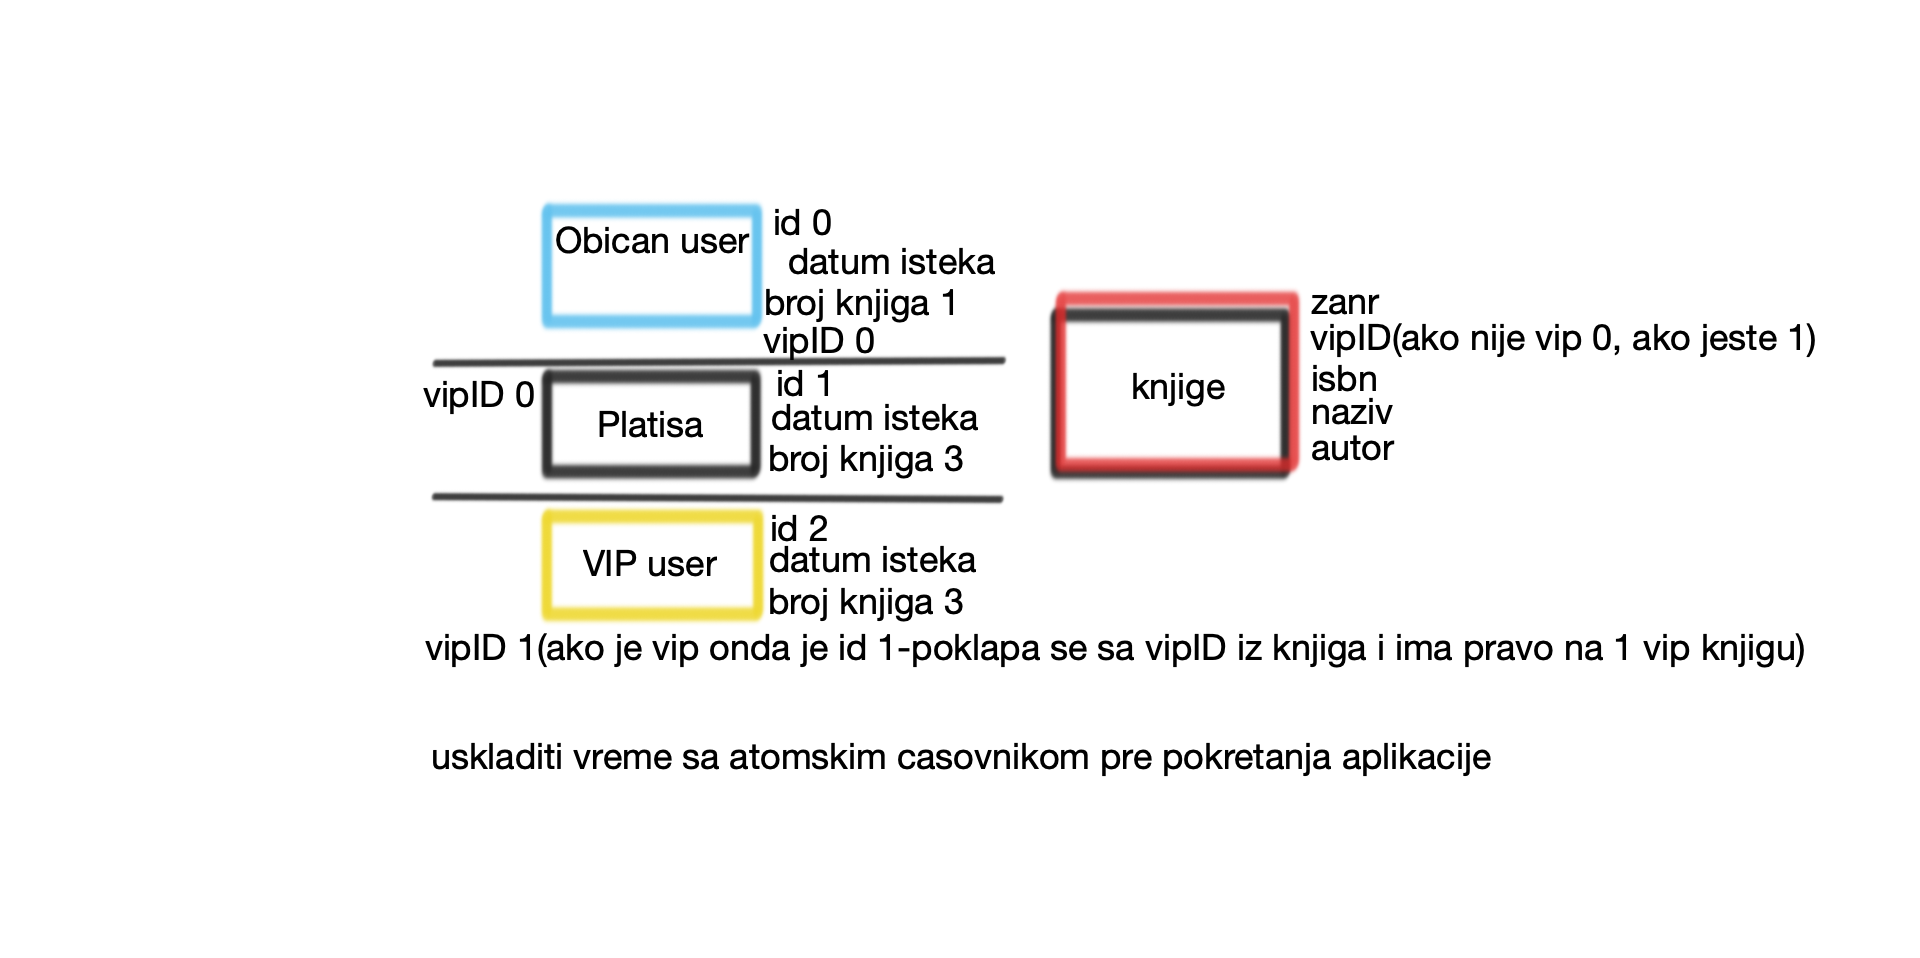 Obican user
id 0
datum isteka
broj knjiga 1
vipID 0
vipID 0
Platisa
id 1
datum isteka
broj knjiga 3
VIP user
id 2
datum isteka
broj knjiga 3
vipID 1(ako je vip onda je id 1-poklapa se sa vipID iz knjiga i ima pravo na 1 vip knjigu)
knjige
zanr
vipID(ako nije vip 0, ako jeste 1)
isbn
naziv
autor
uskladiti vreme sa atomskim casovnikom pre pokretanja aplikacije